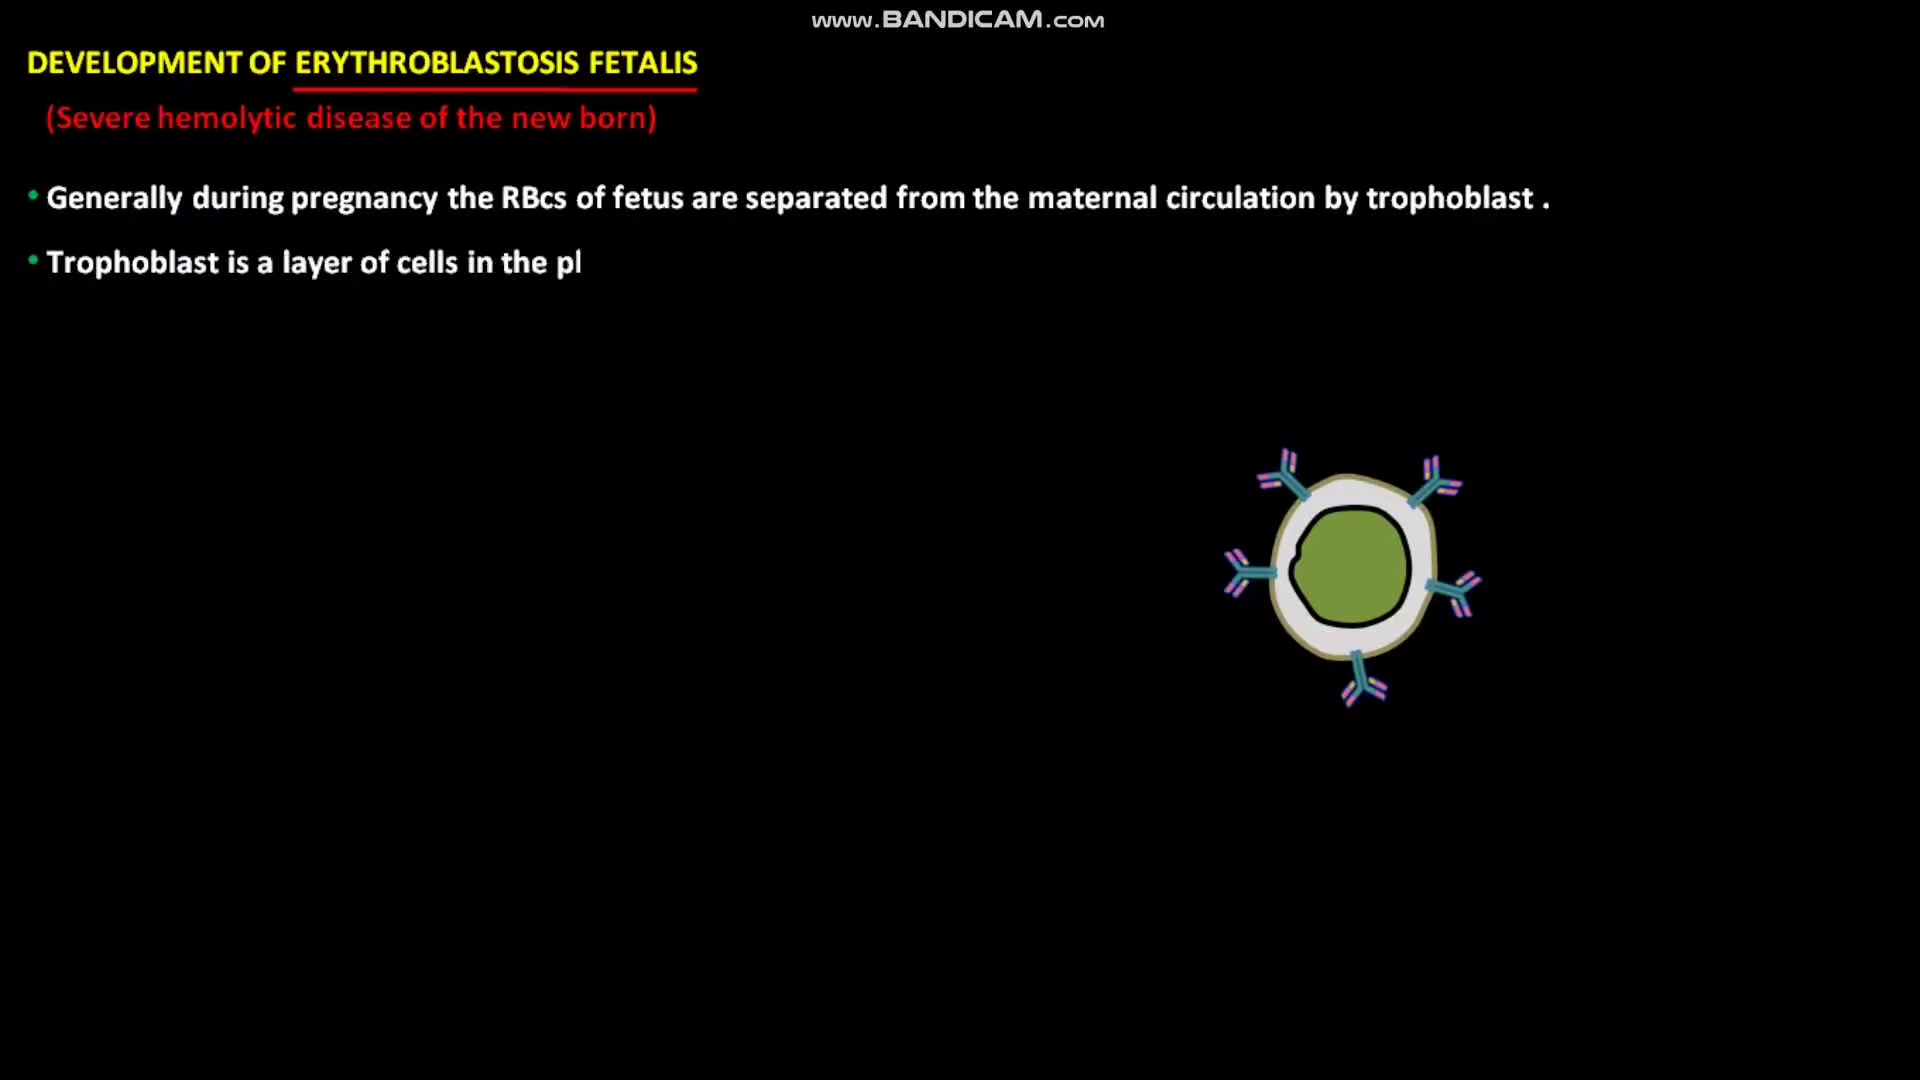 www.BANDICAM.com
DEVELOPMENT OF ERYTHROBLASTOSIS FETALIS
(Severe hemolytic disease of the new born)
• Generally during pregnancy the RBcs of fetus are separated from the maternal circulation by trophoblast .
• Trophoblast is a layer of cells in the pl